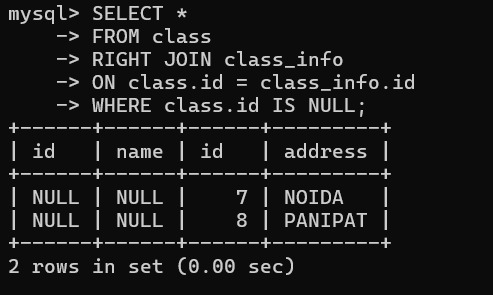 mysql> SELECT *
    -> FROM class
    -> RIGHT JOIN class_info
    -> ON class.id = class_info.id
    -> WHERE class.id IS NULL;
+------+------+------+---------+
| id   | name | id   | address |
+------+------+------+---------+
| NULL | NULL |    7 | NOIDA   |
| NULL | NULL |    8 | PANIPAT |
+------+------+------+---------+
2 rows in set (0.00 sec)